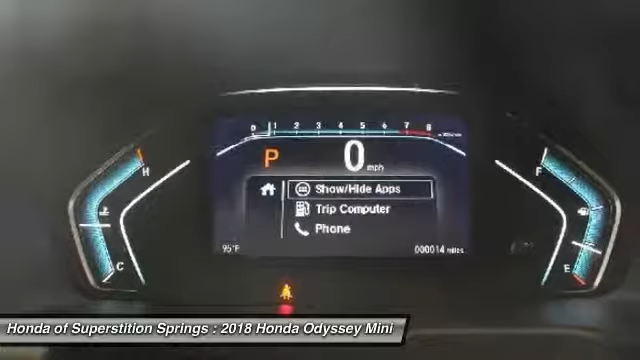 0 1 2 3 4 5 6 7 8
P 0 mph
H F
Show/Hide Apps
Trip Computer
Phone
C 95°F 000014 miles E
Honda of Superstition Springs : 2018 Honda Odyssey Mini